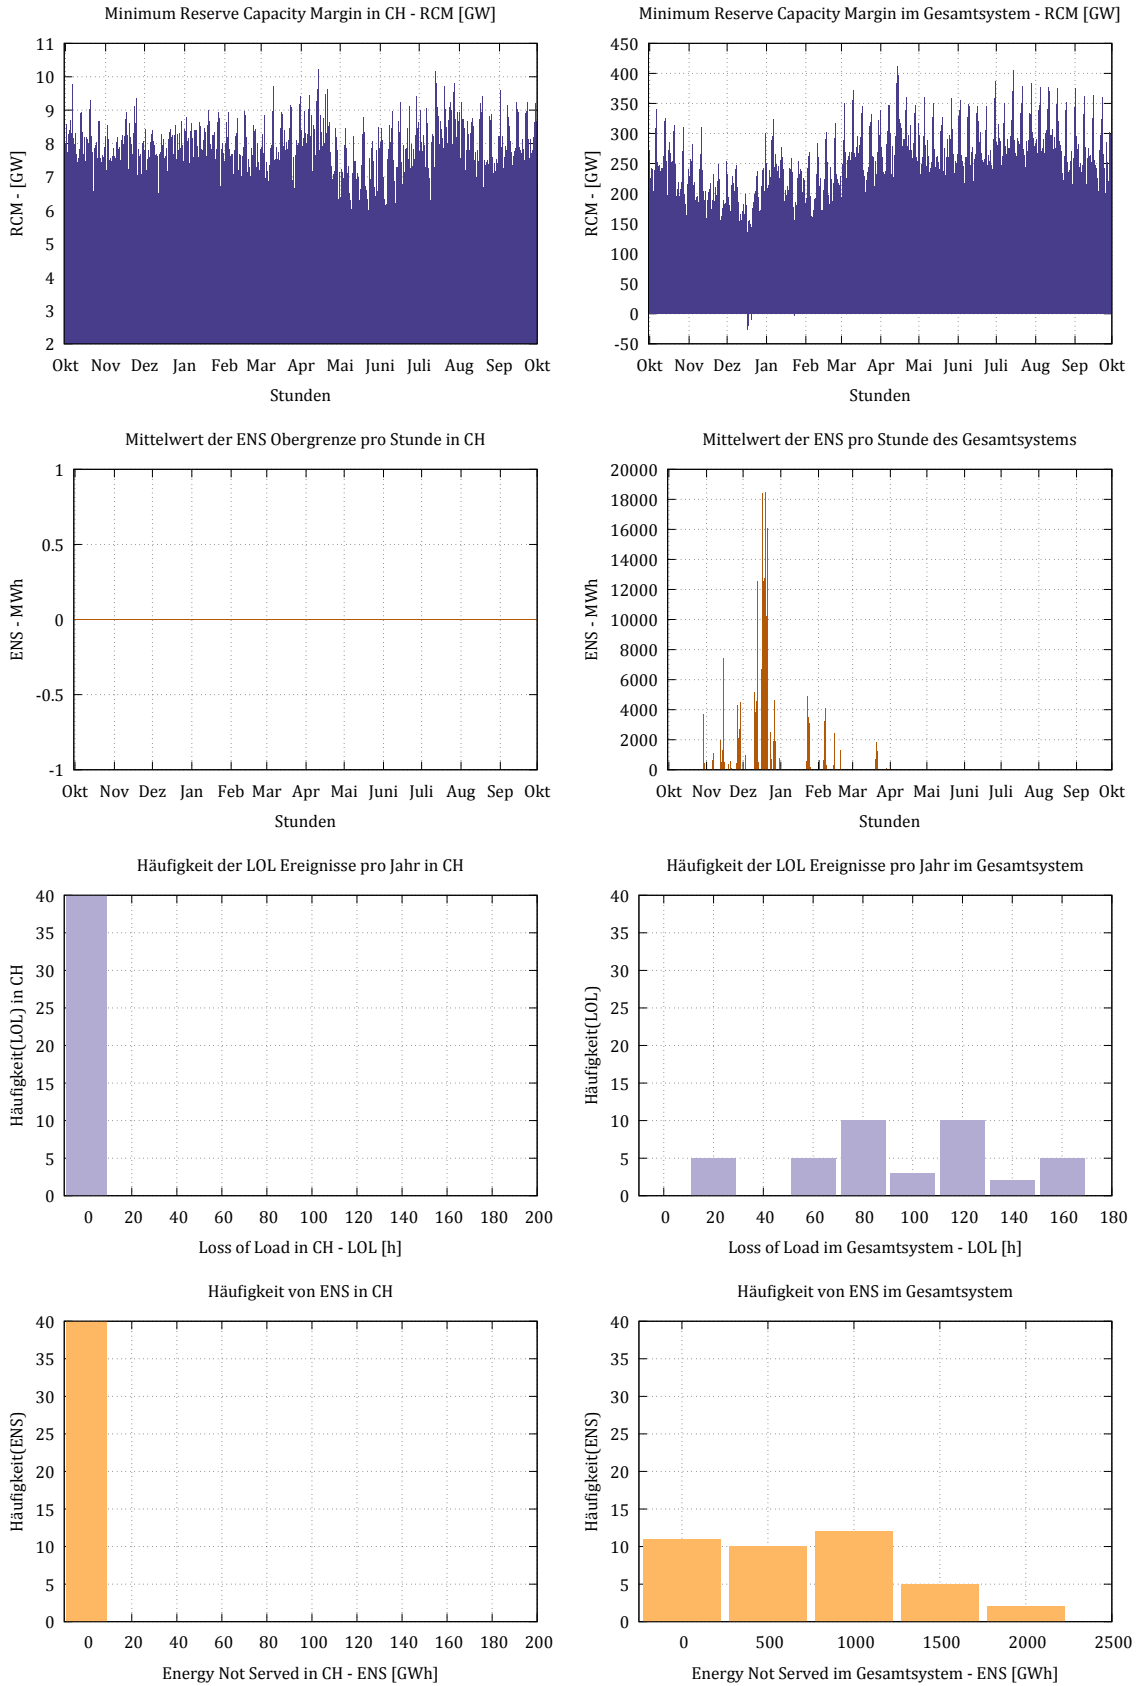 Minimum Reserve Capacity Margin in CH - RCM [GW]
RCM - [GW]
11
10
9
8
7
6
5
4
3
2
Okt Nov Dez Jan Feb Mar Apr Mai Juni Juli Aug Sep Okt
Stunden
Minimum Reserve Capacity Margin im Gesamtsystem - RCM [GW]
RCM - [GW]
450
400
350
300
250
200
150
100
50
0
-50
Okt Nov Dez Jan Feb Mar Apr Mai Juni Juli Aug Sep Okt
Stunden
Mittelwert der ENS Obergrenze pro Stunde in CH
ENS - MWh
1
0.5
0
-0.5
-1
Okt Nov Dez Jan Feb Mar Apr Mai Juni Juli Aug Sep Okt
Stunden
Mittelwert der ENS pro Stunde des Gesamtsystems
ENS - MWh
20000
18000
16000
14000
12000
10000
8000
6000
4000
2000
0
Okt Nov Dez Jan Feb Mar Apr Mai Juni Juli Aug Sep Okt
Stunden
Häufigkeit der LOL Ereignisse pro Jahr in CH
Häufigkeit(LOL) in CH
40
35
30
25
20
15
10
5
0
0 20 40 60 80 100 120 140 160 180 200
Loss of Load in CH - LOL [h]
Häufigkeit der LOL Ereignisse pro Jahr im Gesamtsystem
Häufigkeit(LOL)
40
35
30
25
20
15
10
5
0
0 20 40 60 80 100 120 140 160 180
Loss of Load im Gesamtsystem - LOL [h]
Häufigkeit von ENS in CH
Häufigkeit(ENS)
40
35
30
25
20
15
10
5
0
0 20 40 60 80 100 120 140 160 180 200
Energy Not Served in CH - ENS [GWh]
Häufigkeit von ENS im Gesamtsystem
Häufigkeit(ENS)
40
35
30
25
20
15
10
5
0
0 500 1000 1500 2000 2500
Energy Not Served im Gesamtsystem - ENS [GWh]